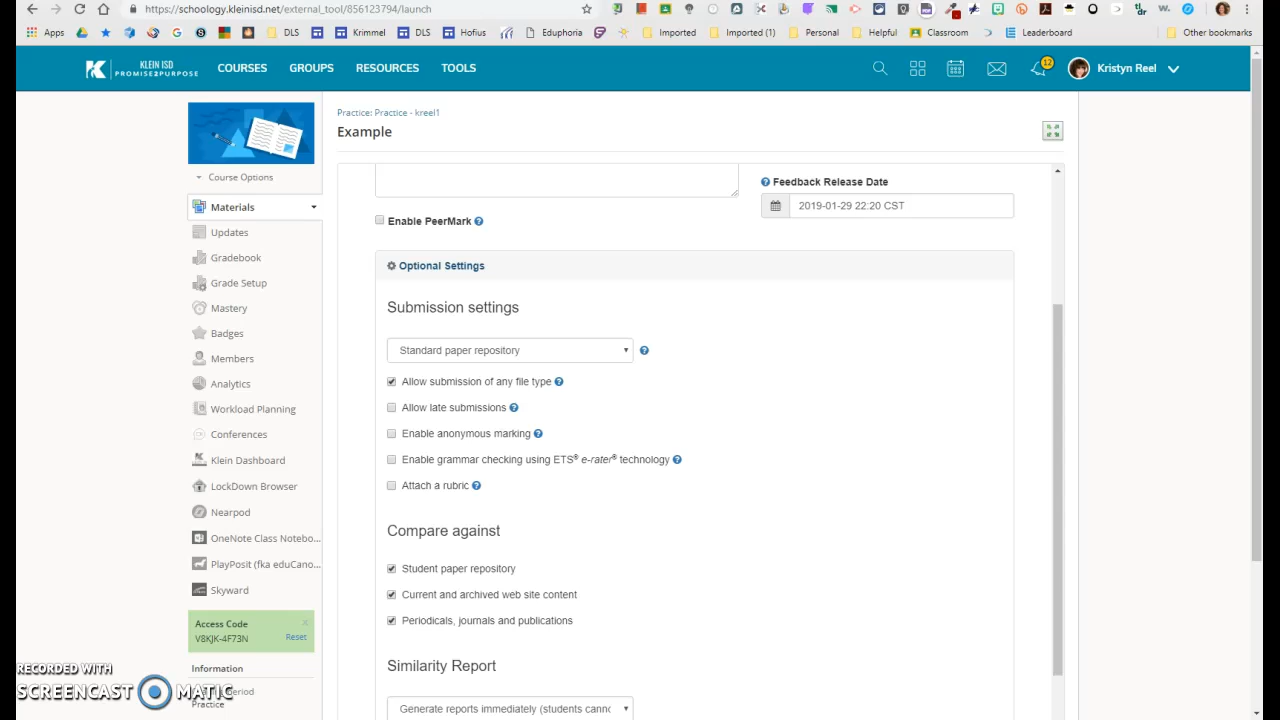 https://schoology.kleinisd.net/external_tool/856123794/launch
Apps
DLS
Krimmel
DLS
Hofius
Eduphoria
Imported
Imported (1)
Personal
Helpful
Classroom
Leaderboard
Other bookmarks
KLEIN ISD
PROMISE2PURPOSE
COURSES
GROUPS
RESOURCES
TOOLS
12
Kristyn Reel
Practice: Practice - kreel1
Example
Course Options
Materials
Updates
Gradebook
Grade Setup
Mastery
Badges
Members
Analytics
Workload Planning
Conferences
Klein Dashboard
LockDown Browser
Nearpod
OneNote Class Notebo...
PlayPosit (fka eduCano...
Skyward
Access Code
V8KJK-4F73N
Reset
Information
Practice
Feedback Release Date
2019-01-29 22:20 CST
Enable PeerMark
Optional Settings
Submission settings
Standard paper repository
Allow submission of any file type
Allow late submissions
Enable anonymous marking
Enable grammar checking using ETS® e-rater® technology
Attach a rubric
Compare against
Student paper repository
Current and archived web site content
Periodicals, journals and publications
Similarity Report
Generate reports immediately (students cannc
RECORDED WITH
SCREENCAST MATIC